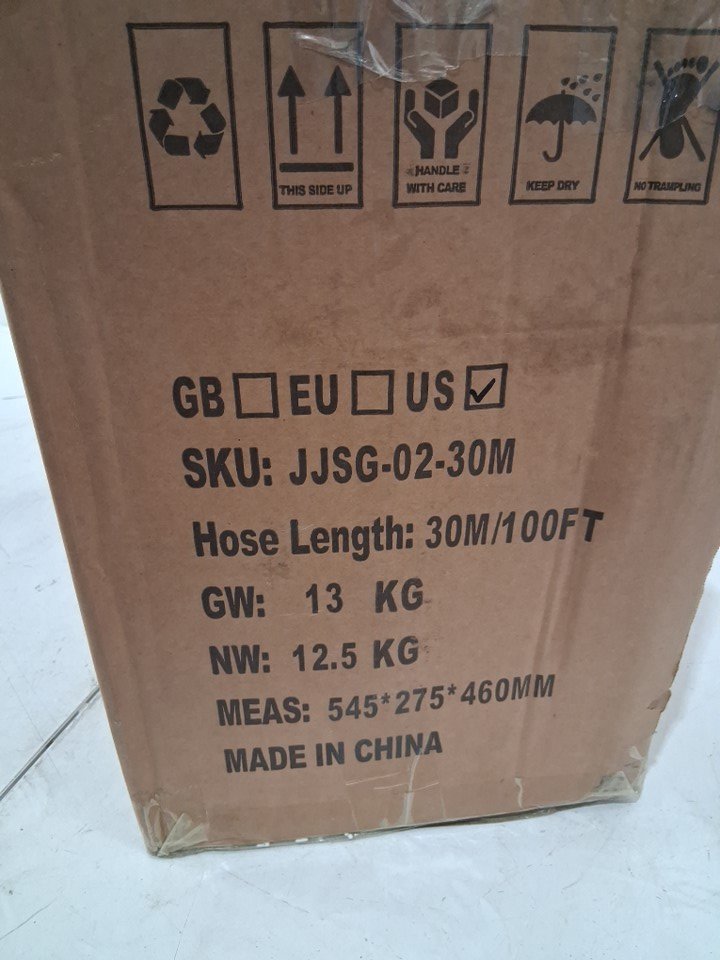 THIS SIDE UP
HANDLE
WITH CARE
KEEP DRY
NO TRAMPLING
GB EU US
SKU: JJSG-02-30M
Hose Length: 30M/100FT
GW: 13 KG
NW: 12.5 KG
MEAS: 545*275*460MM
MADE IN CHINA